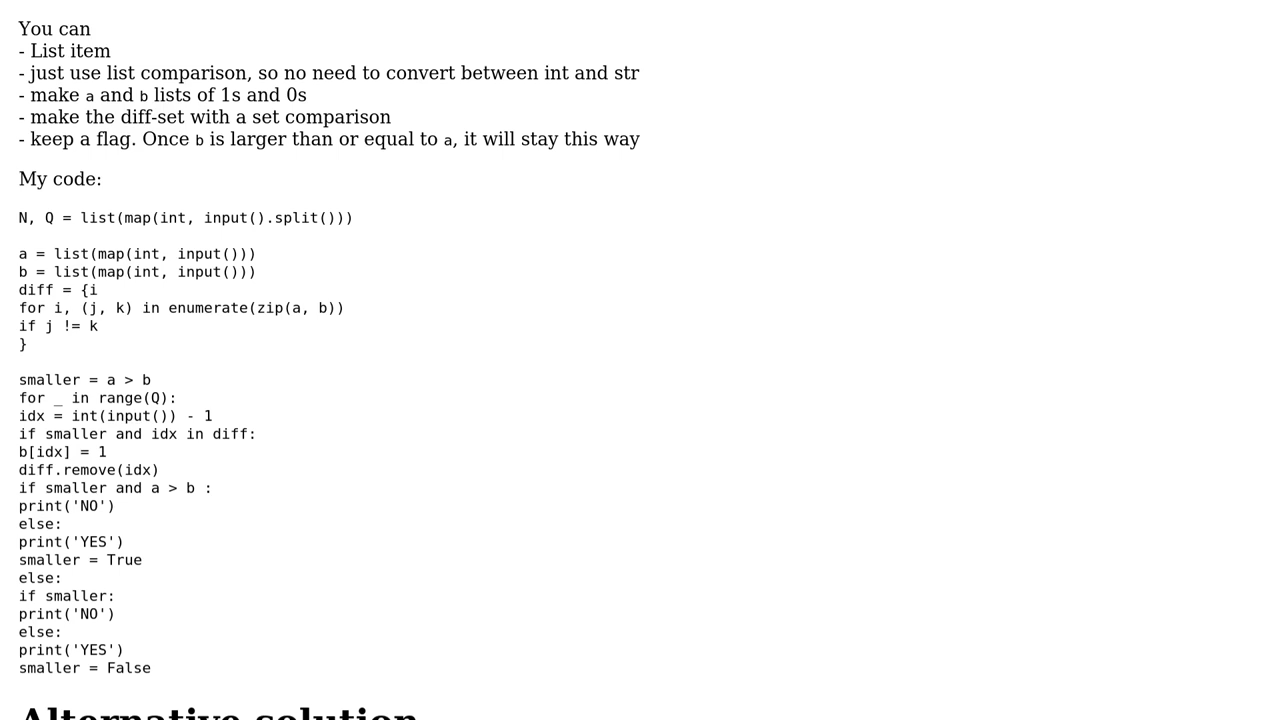 You can
- List item
- just use list comparison, so no need to convert between int and str
- make a and b lists of 1s and 0s
- make the diff-set with a set comparison
- keep a flag. Once b is larger than or equal to a, it will stay this way
My code:
N, Q = list(map(int, input().split()))
a = list(map(int, input()))
b = list(map(int, input()))
diff = {i
for i, (j, k) in enumerate(zip(a, b))
if j != k
}
smaller = a > b
for _ in range(Q):
idx = int(input()) - 1
if smaller and idx in diff:
b[idx] = 1
diff.remove(idx)
if smaller and a > b :
print('NO')
else:
print('YES')
smaller = True
else:
if smaller:
print('NO')
else:
print('YES')
smaller = False
Alternative solution